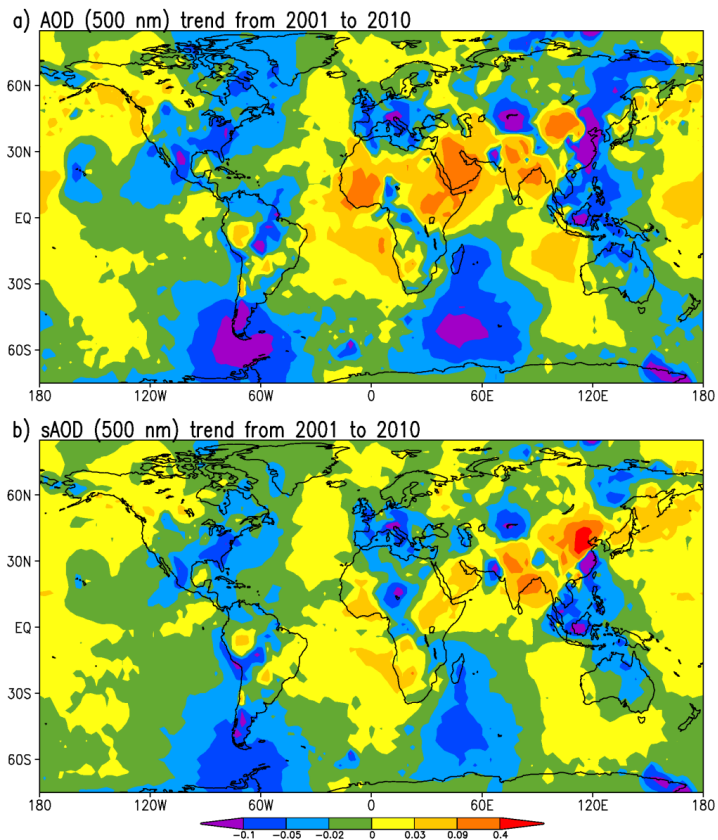 a) AOD (500 nm) trend from 2001 to 2010
60N
30N
EQ
30S
60S
180 120W 60W 0 60E 120E 180
b) sAOD (500 nm) trend from 2001 to 2010
60N
30N
EQ
30S
60S
180 120W 60W 0 60E 120E 180
-0.1 -0.05 -0.02 0 0.03 0.09 0.4